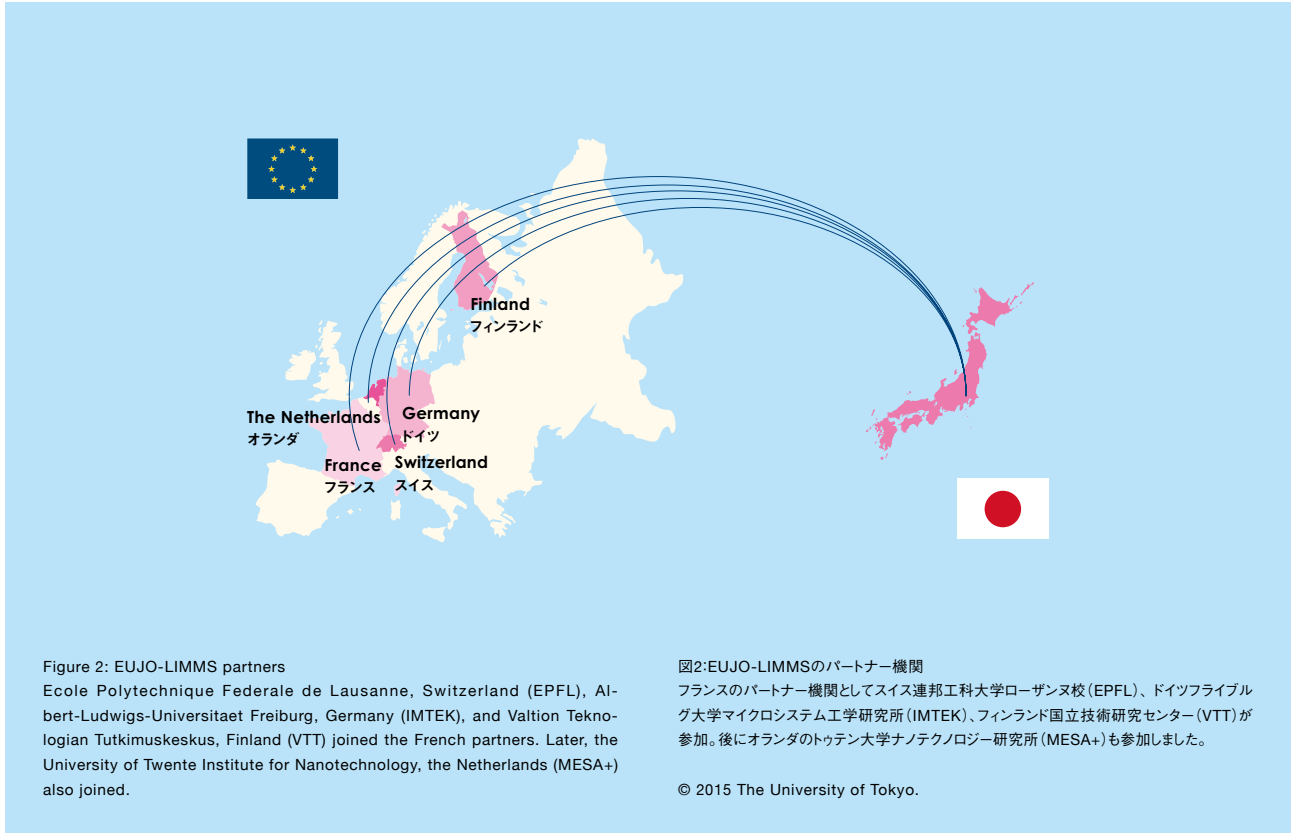 Finland
フィンランド
The Netherlands
オランダ
Germany
ドイツ
France
フランス
Switzerland
スイス
Figure 2: EUJO-LIMMS partners
Ecole Polytechnique Federale de Lausanne, Switzerland (EPFL), Al-
bert-Ludwigs-Universitaet Freiburg, Germany (IMTEK), and Valtion Tekno-
logian Tutkimuskeskus, Finland (VTT) joined the French partners. Later, the
University of Twente Institute for Nanotechnology, the Netherlands (MESA+)
also joined.
図2:EUJO-LIMMSのパートナー機関
フランスのパートナー機関としてスイス連邦工科大学ローザンヌ校(EPFL)、ドイツフライブル
グ大学マイクロシステム工学研究所(IMTEK)、フィンランド国立技術研究センター(VTT)が
参加。後にオランダのトゥテン大学ナノテクノロジー研究所(MESA+)も参加しました。
© 2015 The University of Tokyo.